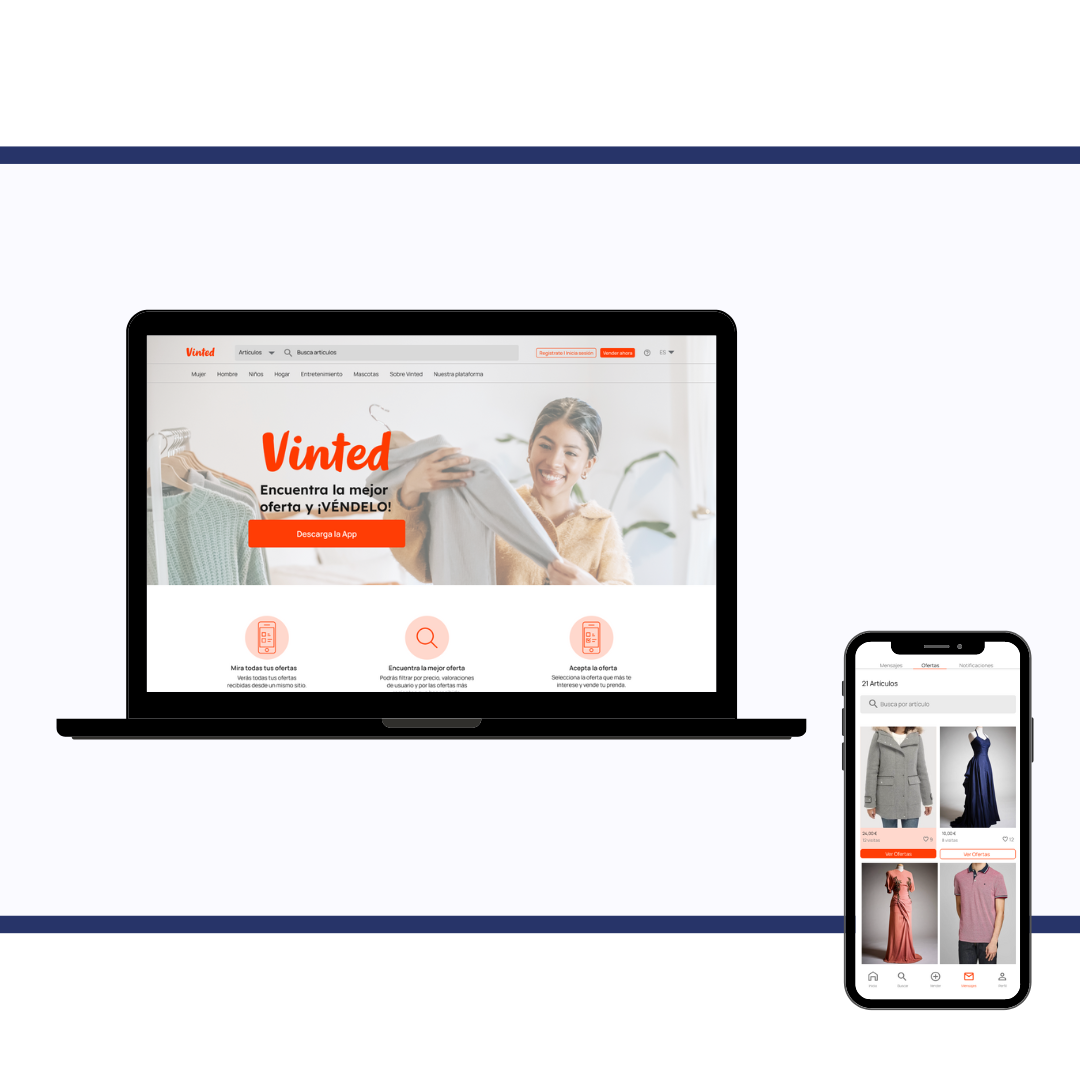 Vinted
Artículos
Busca artículos
Regístrate | Inicia sesión
Vender ahora
ES
Mujer Hombre Niños Hogar Entretenimiento Mascotas Sobre Vinted Nuestra plataforma
Vinted
Encuentra la mejor
oferta y ¡VÉNDELO!
Descarga la App
Mira todas tus ofertas
Verás todas tus ofertas
recibidas desde un mismo sitio.
Encuentra la mejor oferta
Podrás filtrar por precio, valoraciones
de usuario y por las ofertas más
Acepta la oferta
Selecciona la oferta que más te
interese y vende tu prenda.
Mensajes Ofertas Notificaciones
21 Artículos
Busca por artículo
24,00 €
visitas
9
Ver Ofertas
15,00 €
9 visitas
12
Ver Ofertas
Inicio Buscar Vender Mensajes Perfil